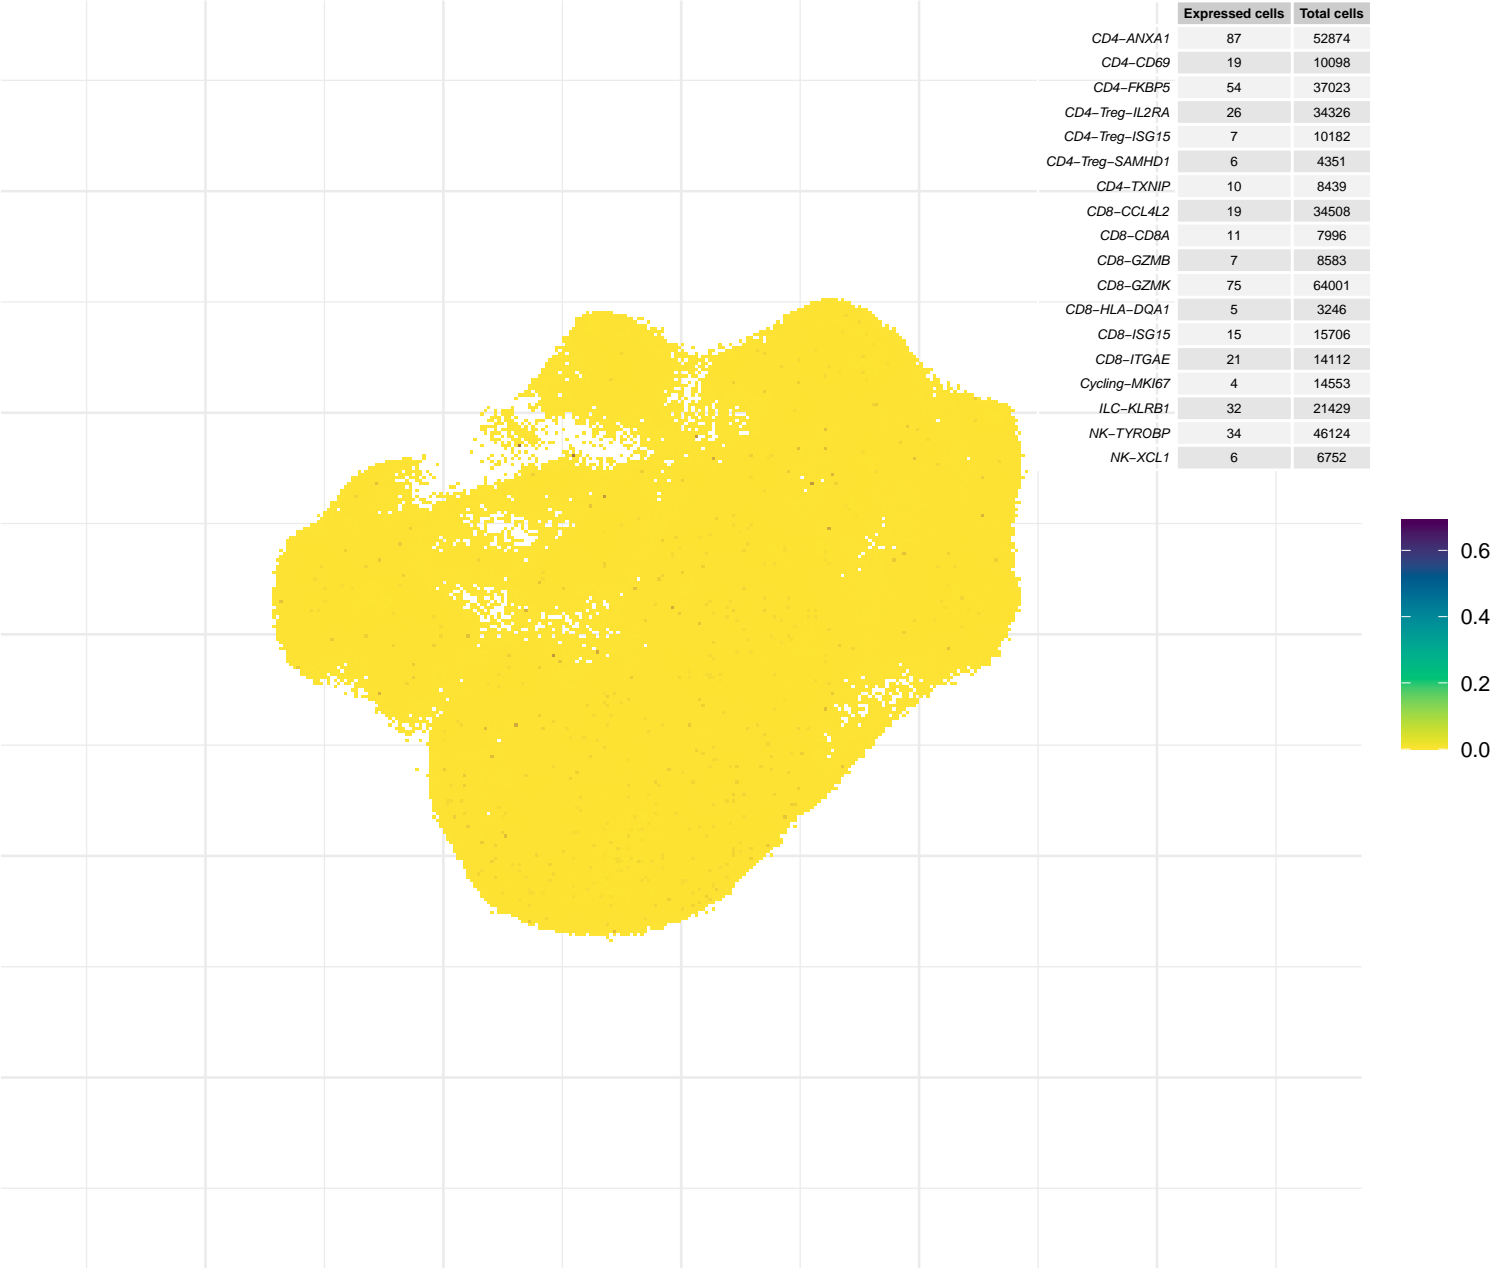 Expressed cells Total cells
CD4−ANXA1 87 52874
CD4−CD69 19 10098
CD4−FKBP5 54 37023
CD4−Treg−IL2RA 26 34326
CD4−Treg−ISG15 7 10182
CD4−Treg−SAMHD1 6 4351
CD4−TXNIP 10 8439
CD8−CCL4L2 19 34508
CD8−CD8A 11 7996
CD8−GZMB 7 8583
CD8−GZMK 75 64001
CD8−HLA−DQA1 5 3246
CD8−ISG15 15 15706
CD8−ITGAE 21 14112
Cycling−MKI67 4 14553
ILC−KLRB1 32 21429
NK−TYROBP 34 46124
NK−XCL1 6 6752
0.6
0.4
0.2
0.0